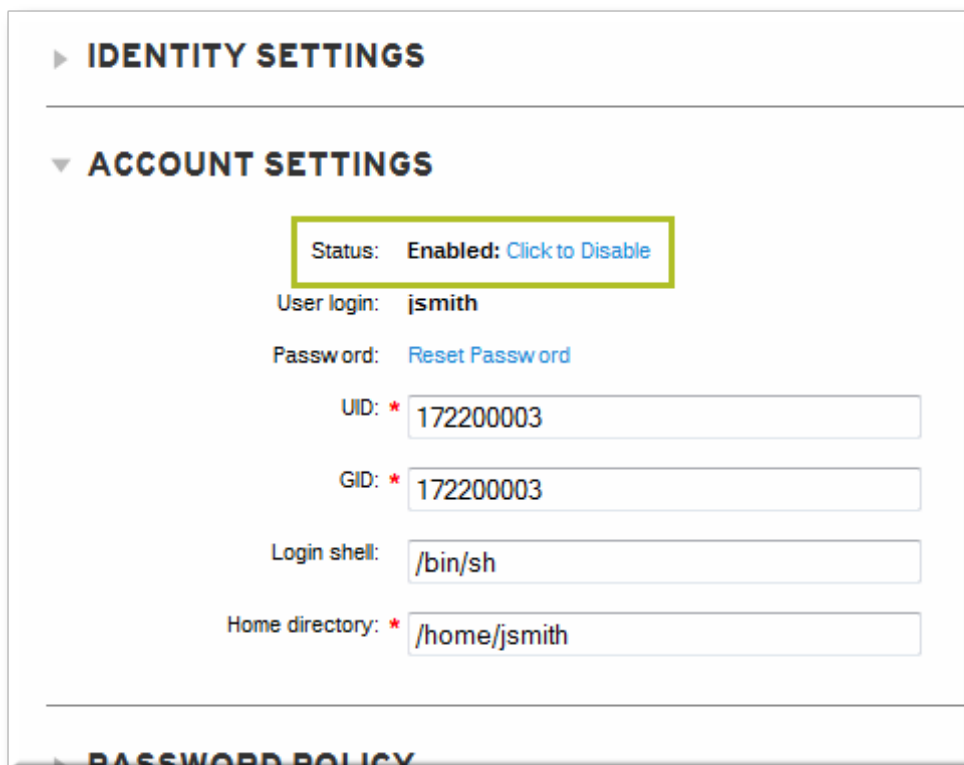 IDENTITY SETTINGS
ACCOUNT SETTINGS
Status: Enabled: Click to Disable
User login: jsmith
Password: Reset Password
UID: * 172200003
GID: * 172200003
Login shell: /bin/sh
Home directory: * /home/jsmith
PASSWORD POLICY